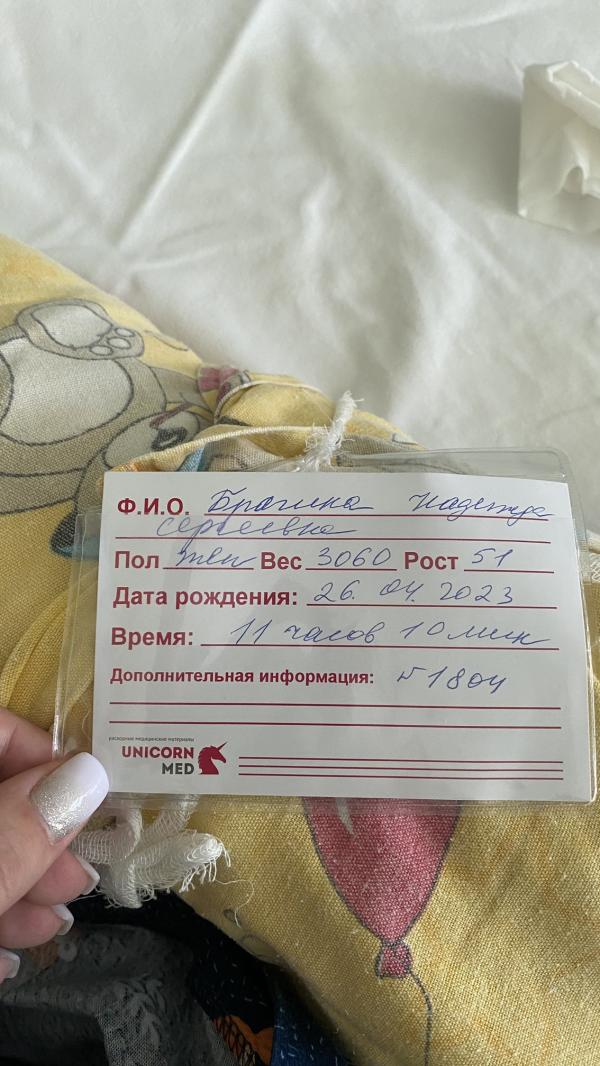 Ф.И.О. Брагина Надежда
Сергеевна
Пол жен Вес 3060 Рост 51
Дата рождения: 26. 04. 2023
Время: 11 часов 10 мин
Дополнительная информация: №1804
расходные медицинские материалы
UNICORN
MED